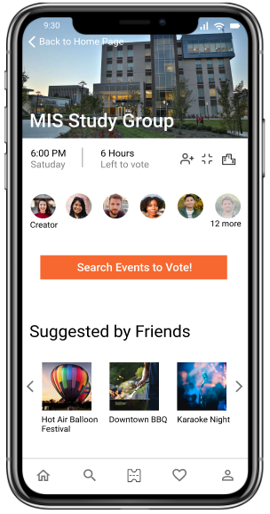 9:30
Back to Home Page
MIS Study Group
6:00 PM
Satuday
6 Hours
Left to vote
Creator
12 more
Search Events to Vote!
Suggested by Friends
Hot Air Balloon
Festival
Downtown BBQ
Karaoke Night